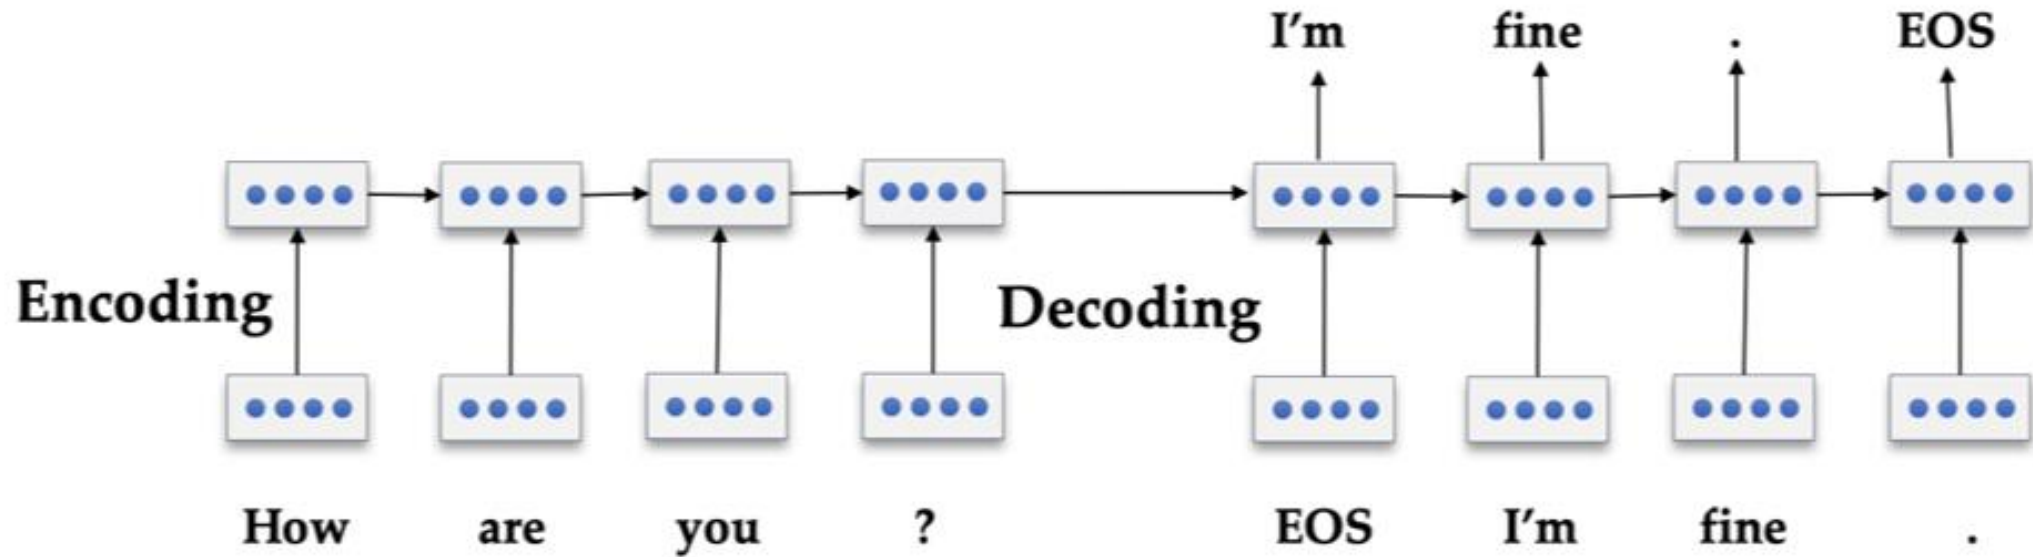 I'm fine . EOS
Encoding Decoding
How are you ? EOS I'm fine .